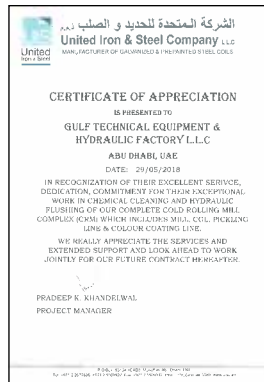 الشركة المتحدة للحديد و الصلب ذ.م.م
United Iron & Steel Company LLC
MANUFACTURER OF GALVANIZED & PREPAINTED STEEL COILS
United
Iron & Steel
CERTIFICATE OF APPRECIATION
IS PRESENTED TO
GULF TECHNICAL EQUIPMENT &
HYDRAULIC FACTORY L.L.C
ABU DHABI, UAE
DATE: 29/05/2018
IN RECOGNIZATION OF THEIR EXCELLENT SERIVCE,
DEDICATION, COMMITMENT FOR THEIR EXCEPTIONAL
WORK IN CHEMICAL CLEANING AND HYDRAULIC
FLUSHING OF OUR COMPLETE COLD ROLLING MILL
COMPLEX (CRM) WHICH INCLUDES MILL, CGL, PICKLING
LINE & COLOUR COATING LINE.
WE REALLY APPRECIATE THE SERVICES AND
EXTENDED SUPPORT AND LOOK AHEAD TO WORK
JOINTLY FOR OUR FUTURE CONTRACT HEREAFTER.
PRADEEP K. KHANDELWAL
PROJECT MANAGER